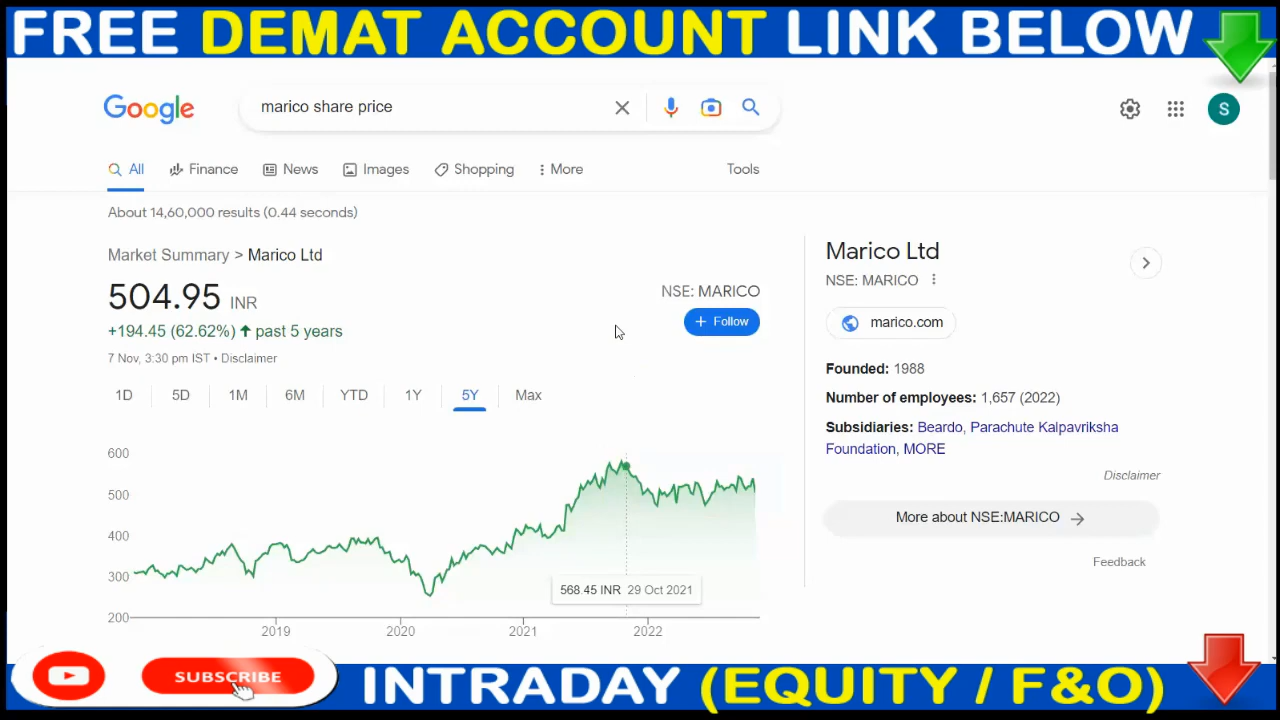 FREE DEMAT ACCOUNT LINK BELOW
Google
marico share price
S
All
Finance
News
Images
Shopping
More
Tools
About 14,60,000 results (0.44 seconds)
Market Summary > Marico Ltd
504.95 INR
NSE: MARICO
+194.45 (62.62%) past 5 years
+ Follow
7 Nov, 3:30 pm IST • Disclaimer
1D
5D
1M
6M
YTD
1Y
5Y
Max
600
500
400
300
200
568.45 INR 29 Oct 2021
2019
2020
2021
2022
Marico Ltd
NSE: MARICO
marico.com
Founded: 1988
Number of employees: 1,657 (2022)
Subsidiaries: Beardo, Parachute Kalpavriksha
Foundation, MORE
Disclaimer
More about NSE:MARICO
Feedback
SUBSCRIBE
INTRADAY (EQUITY / F&O)